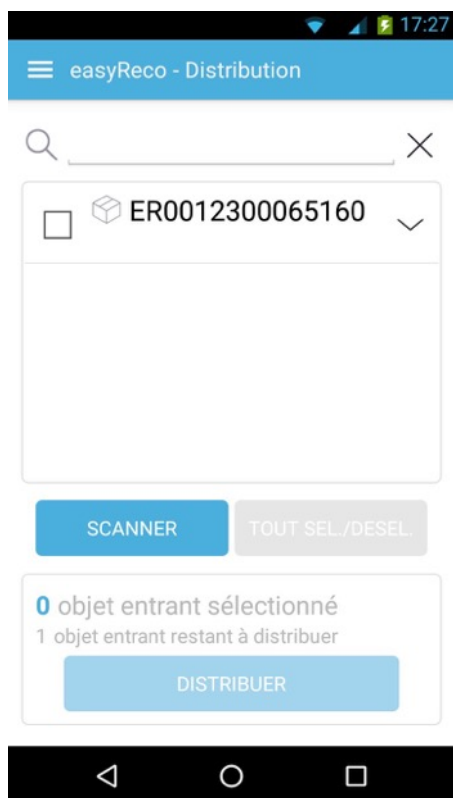 17:27
easyReco - Distribution
ER0012300065160
SCANNER
TOUT SEL./DESEL.
0 objet entrant sélectionné
1 objet entrant restant à distribuer
DISTRIBUER